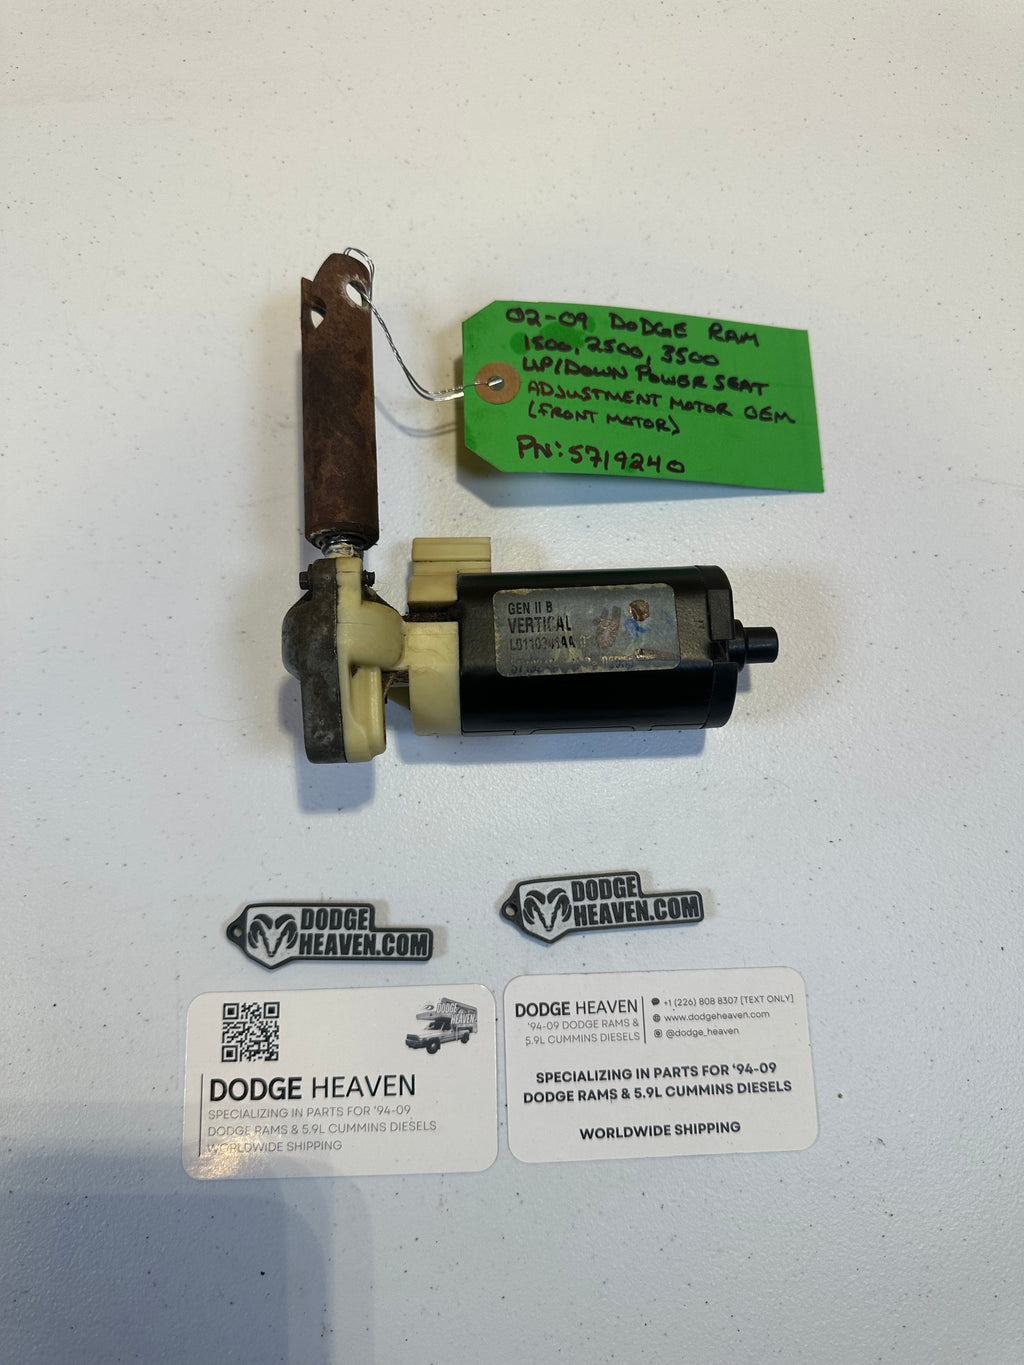 02-09 DODGE RAM
1500, 2500, 3500
UP/DOWN POWER SEAT
ADJUSTMENT MOTOR OEM
(FRONT MOTOR)
PN: 5719240
GEN II B
VERTICAL
DODGE
HEAVEN.COM
DODGE
HEAVEN.COM
DODGE
HEAVEN
DODGE HEAVEN
SPECIALIZING IN PARTS FOR '94-09
DODGE RAMS & 5.9L CUMMINS DIESELS
WORLDWIDE SHIPPING
DODGE HEAVEN
'94-09 DODGE RAMS &
5.9L CUMMINS DIESELS
+1 (226) 808 8307 [TEXT ONLY]
www.dodgeheaven.com
@dodge_heaven
SPECIALIZING IN PARTS FOR '94-09
DODGE RAMS & 5.9L CUMMINS DIESELS
WORLDWIDE SHIPPING